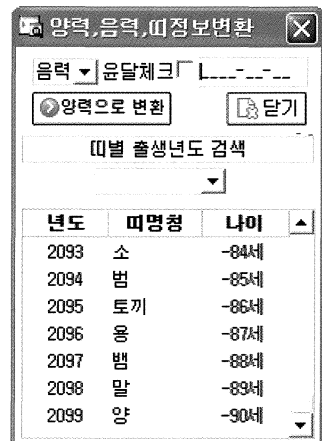 양력,음력,띠정보변환
음력 윤달체크 ____-__-__
양력으로 변환 닫기
띠별 출생년도 검색
년도 띠명칭 나이
2093 소 -84세
2094 범 -85세
2095 토끼 -86세
2096 용 -87세
2097 뱀 -88세
2098 말 -89세
2099 양 -90세